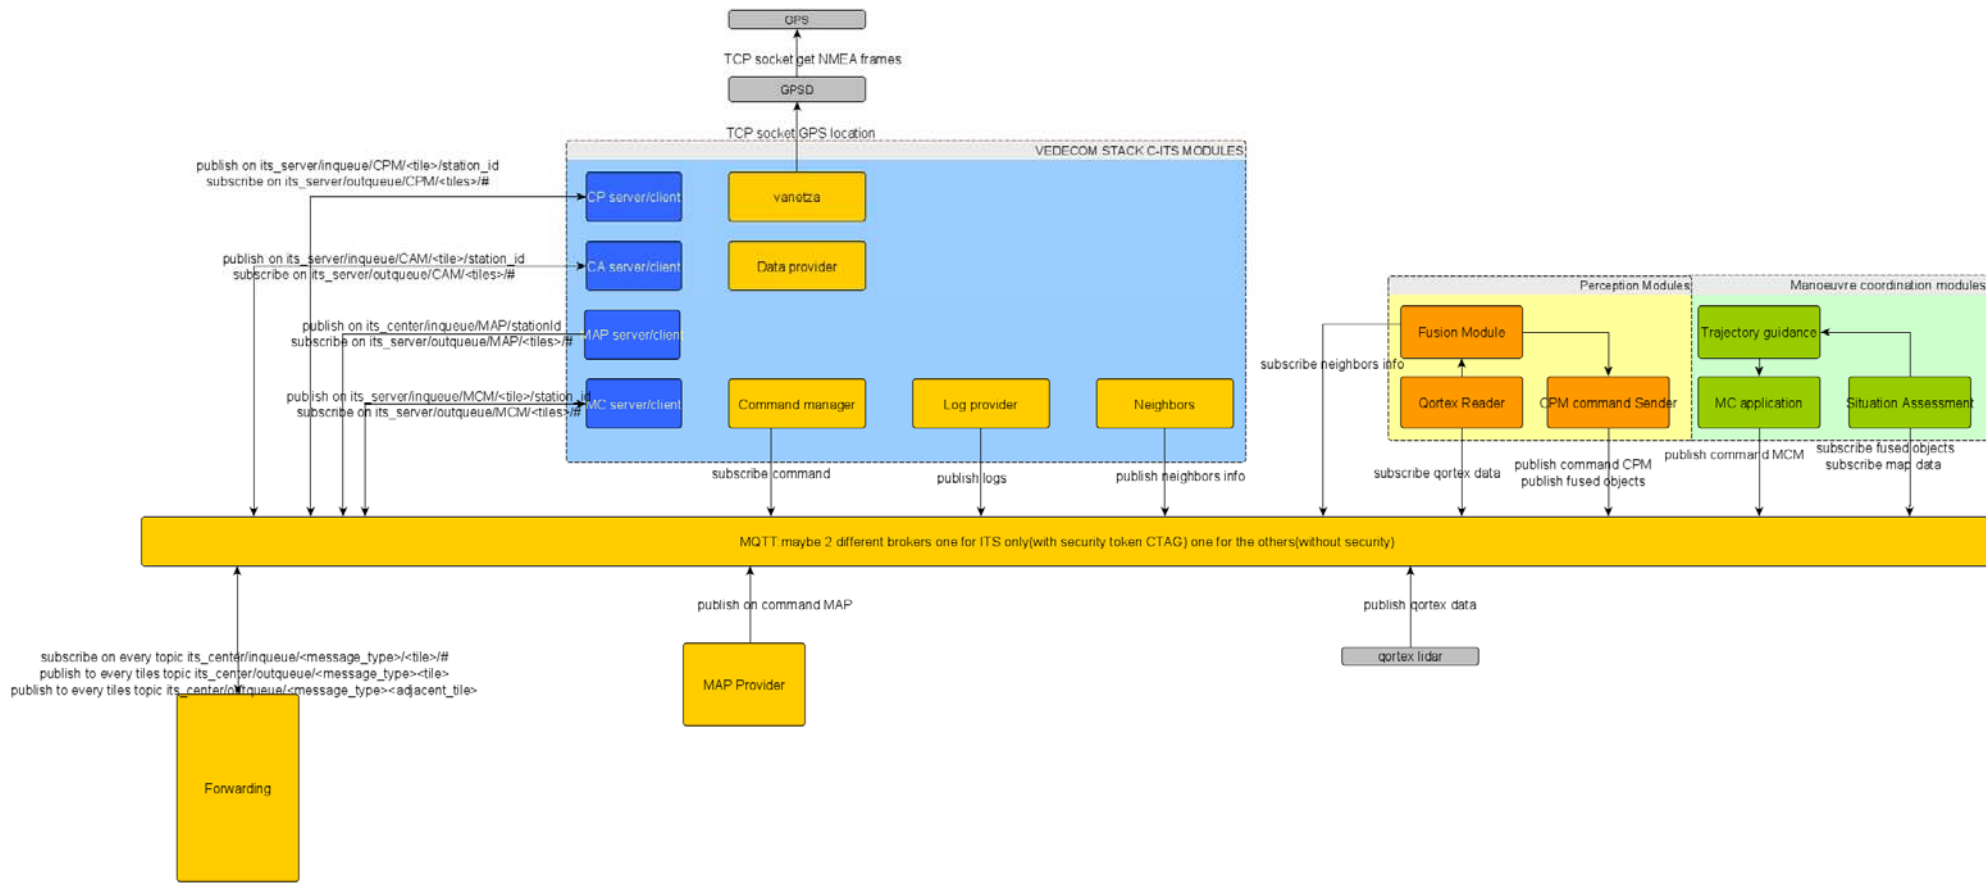 GPS
TCP socket get NMEA frames
GPSD
TCP socket GPS location
VEDECOM STACK C-ITS MODULES
publish on its_server/inqueue/CPM/<tile>/station_id
subscribe on its_server/outqueue/CPM/<tiles>/#
CP server/client
vanetza
publish on its_server/inqueue/CAM/<tile>/station_id
subscribe on its_server/outqueue/CAM/<tiles>/#
CA server/client
Data provider
publish on its_center/inqueue/MAP/stationId
subscribe on its_server/outqueue/MAP/<tiles>/#
MAP server/client
publish on its_server/inqueue/MCM/<tile>/station_id
subscribe on its_server/outqueue/MCM/<tiles>/#
MC server/client
Command manager
Log provider
Neighbors
subscribe command
publish logs
publish neighbors info
Perception Modules
Manoeuvre coordination modules
Fusion Module
Trajectory guidance
subscribe neighbors info
Qortex Reader
CPM command Sender
MC application
Situation Assessment
subscribe qortex data
publish command CPM
publish fused objects
publish command MCM
subscribe fused objects
subscribe map data
MQTT:maybe 2 different brokers one for ITS only(with security token CTAG) one for the others(without security)
publish on command MAP
publish qortex data
subscribe on every topic its_center/inqueue/<message_type>/<tile>/#
publish to every tiles topic its_center/outqueue/<message_type><tile>
publish to every tiles topic its_center/outqueue/<message_type><adjacent_tile>
MAP Provider
qortex lidar
Forwarding